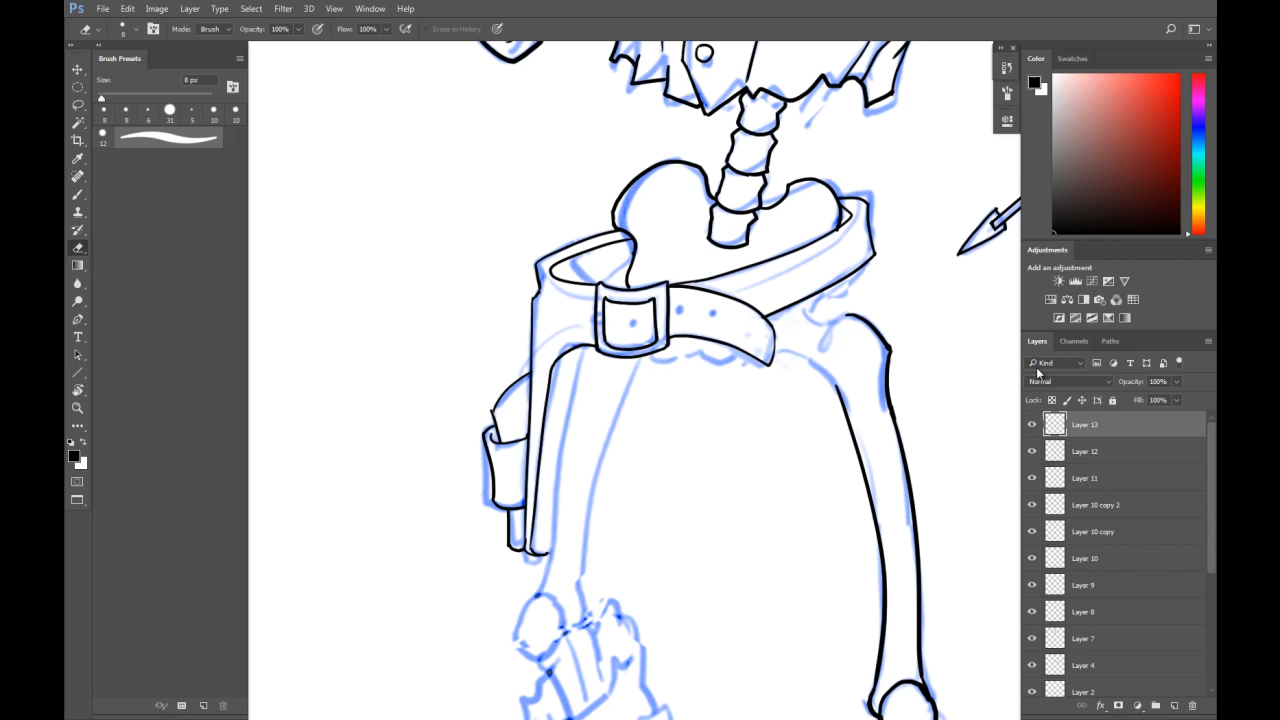 Ps File Edit Image Layer Type Select Filter 3D View Window Help
8 Mode: Brush Opacity: 100% Flow: 100% Erase to History
Brush Presets
Size: 8 px
8 8 6 31 5 10 10
12
Color Swatches
Adjustments
Add an adjustment
Layers Channels Paths
Kind
Normal Opacity: 100%
Lock: Fill: 100%
Layer 13
Layer 12
Layer 11
Layer 10 copy 2
Layer 10 copy
Layer 10
Layer 9
Layer 8
Layer 7
Layer 4
Layer 2